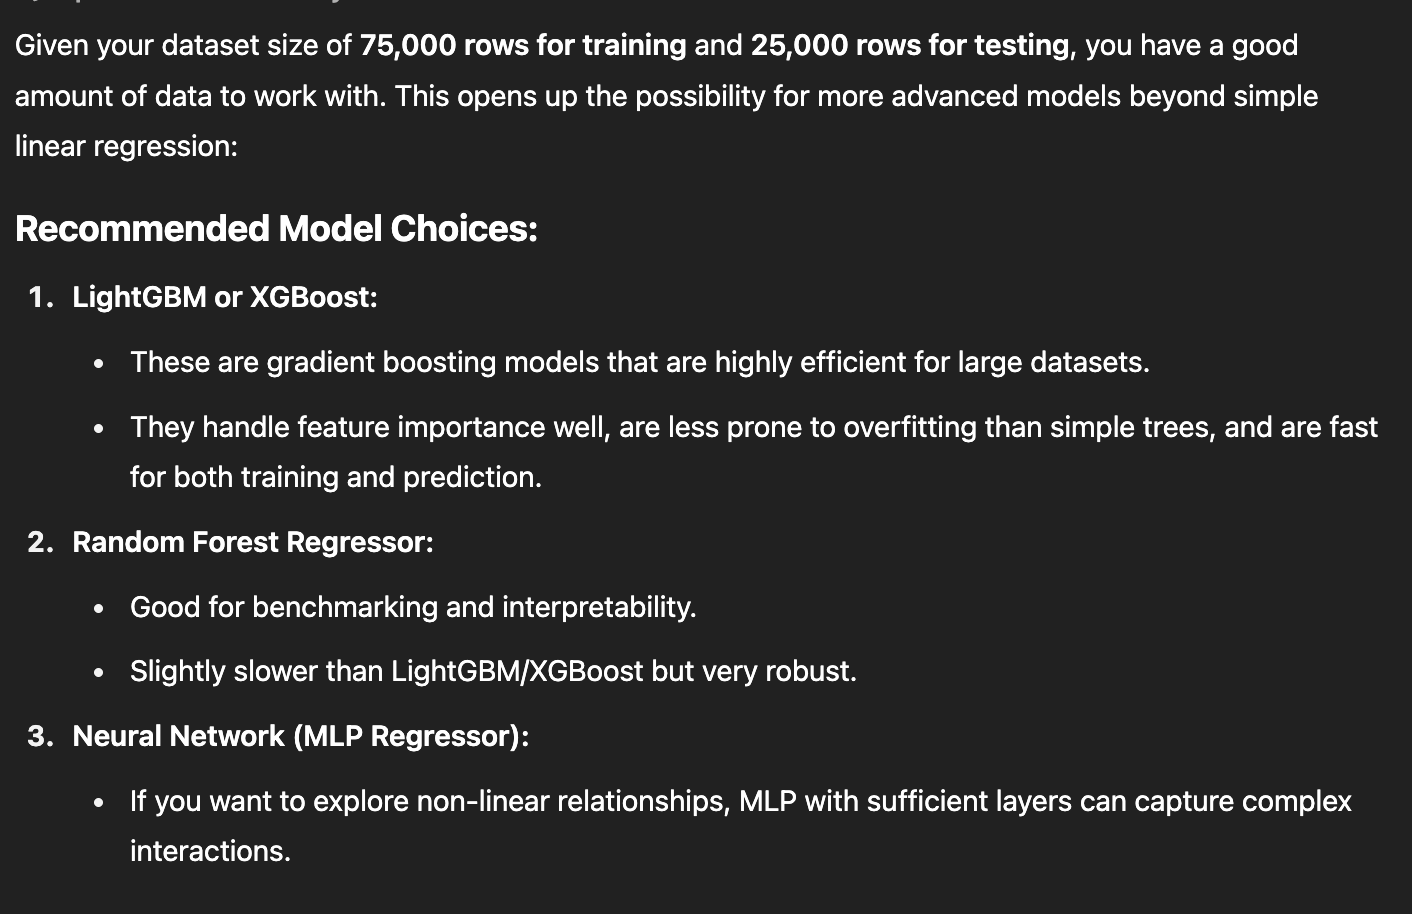 Given your dataset size of 75,000 rows for training and 25,000 rows for testing, you have a good
amount of data to work with. This opens up the possibility for more advanced models beyond simple
linear regression:
Recommended Model Choices:
1. LightGBM or XGBoost:
• These are gradient boosting models that are highly efficient for large datasets.
• They handle feature importance well, are less prone to overfitting than simple trees, and are fast
for both training and prediction.
2. Random Forest Regressor:
• Good for benchmarking and interpretability.
• Slightly slower than LightGBM/XGBoost but very robust.
3. Neural Network (MLP Regressor):
• If you want to explore non-linear relationships, MLP with sufficient layers can capture complex
interactions.